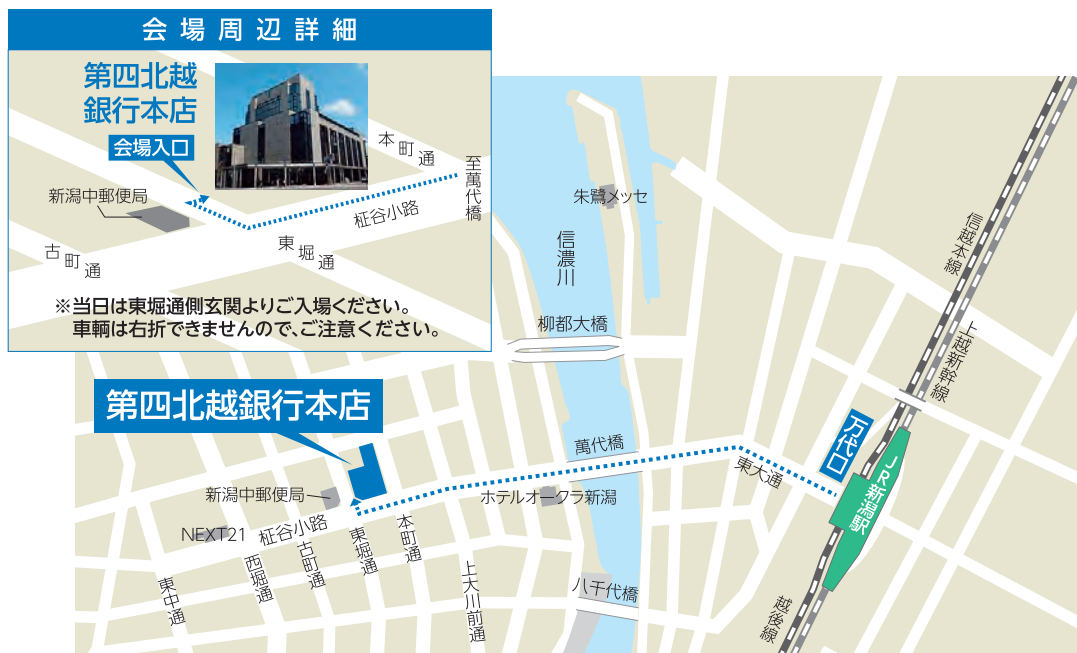 会場周辺詳細
第四北越
銀行本店
会場入口
本町通
至萬代橋
新潟中郵便局
柾谷小路
東堀通
古町通
※当日は東堀通側玄関よりご入場ください。
車輌は右折できませんので、ご注意ください。
朱鷺メッセ
信濃川
信越本線
柳都大橋
上越新幹線
第四北越銀行本店
万代口
萬代橋
東大通
JR新潟駅
新潟中郵便局
ホテルオークラ新潟
NEXT21
柾谷小路
本町通
東堀通
古町通
西堀通
東中通
上大川前通
八千代橋
越後線